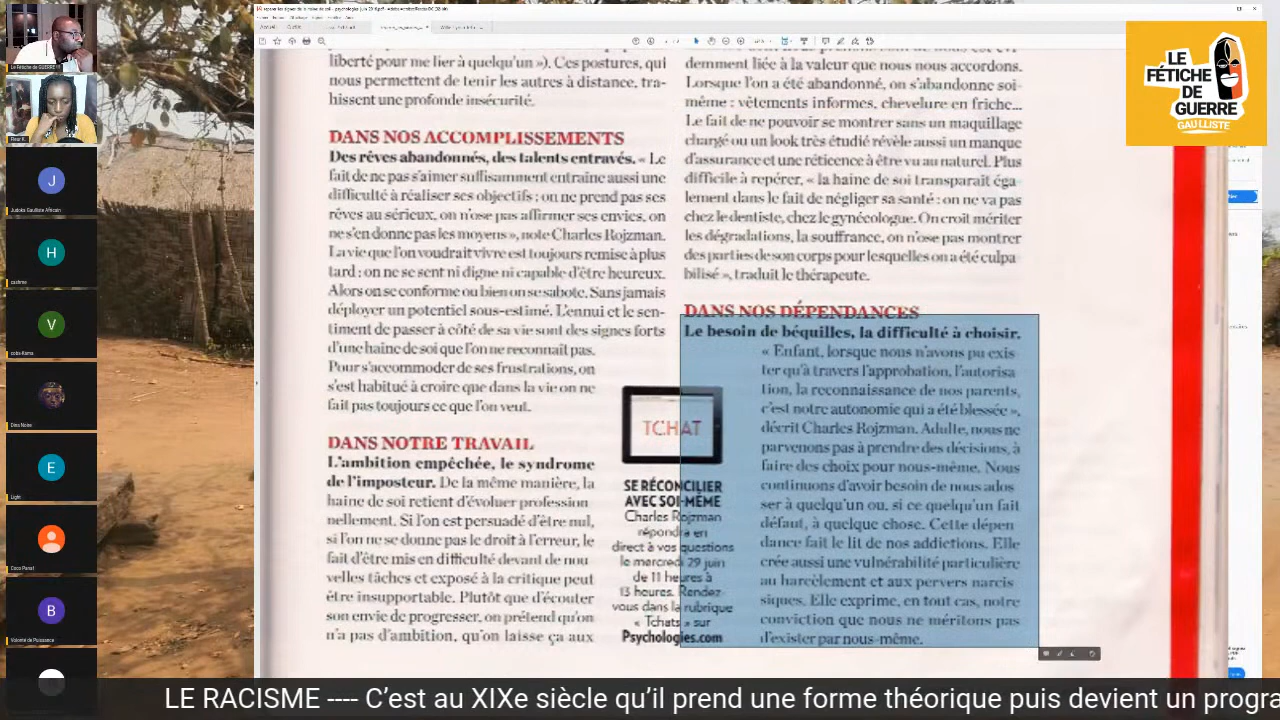 liberté pour me lier à quelqu'un »). Ces postures, qui
nous permettent de tenir les autres à distance, tra-
hissent une profonde insécurité.
DANS NOS ACCOMPLISSEMENTS
Des rêves abandonnés, des talents entravés. « Le
fait de ne pas s'aimer suffisamment entraîne aussi une
difficulté à réaliser ses objectifs : on ne prend pas ses
rêves au sérieux, on n'ose pas affirmer ses envies, on
ne s'en donne pas les moyens », note Charles Rojzman.
La vie que l'on voudrait vivre est toujours remise à plus
tard : on ne se sent ni digne ni capable d'être heureux.
Alors on se conforme ou bien on se sabote. Sans jamais
déployer un potentiel sous-estimé. L'ennui et le sen-
timent de passer à côté de sa vie sont des signes forts
d'une haine de soi que l'on ne reconnaît pas.
Pour s'accommoder de ses frustrations, on
s'est habitué à croire que dans la vie on ne
fait pas toujours ce que l'on veut.
DANS NOTRE TRAVAIL
L'ambition empêchée, le syndrome
de l'imposteur. De la même manière, la
haine de soi retient d'évoluer profession
nellement. Si l'on est persuadé d'être nul,
si l'on ne se donne pas le droit à l'erreur, le
fait d'être mis en difficulté devant de nou
velles tâches et exposé à la critique peut
être insupportable. Plutôt que d'écouter
son envie de progresser, on prétend qu'on
n'a pas d'ambition, qu'on laisse ça aux
TCHAT
SE RÉCONCILIER
AVEC SOI-MÊME
Charles Rojzman
répondra en
direct à vos questions
le mercredi 29 juin
de 11 heures à
13 heures. Rendez-
vous dans la rubrique
« Tchats » sur
Psychologies.com
demment liée à la valeur que nous nous accordons.
Lorsque l'on a été abandonné, on s'abandonne soi-
même : vêtements informes, chevelure en friche...
Le fait de ne pouvoir se montrer sans un maquillage
chargé ou un look très étudié révèle aussi un manque
d'assurance et une réticence à être vu au naturel. Plus
difficile à repérer, « la haine de soi transparaît éga-
lement dans le fait de négliger sa santé : on ne va pas
chez le dentiste, chez le gynécologue. On croit mériter
les dégradations, la souffrance, on n'ose pas montrer
des parties de son corps pour lesquelles on a été culpa-
bilisé », traduit le thérapeute.
DANS NOS DÉPENDANCES
Le besoin de béquilles, la difficulté à choisir.
« Enfant, lorsque nous n'avons pu exis-
ter qu'à travers l'approbation, l'autorisa-
tion, la reconnaissance de nos parents,
c'est notre autonomie qui a été blessée »,
décrit Charles Rojzman. Adulte, nous ne
parvenons pas à prendre des décisions, à
faire des choix pour nous-même. Nous
continuons d'avoir besoin de nous ados
ser à quelqu'un ou, si ce quelqu'un fait
défaut, à quelque chose. Cette dépen-
dance fait le lit de nos addictions. Elle
crée aussi une vulnérabilité particulière
au harcèlement et aux pervers narcis
siques. Elle exprime, en tout cas, notre
conviction que nous ne méritons pas
d'exister par nous-même.
LE
FÉTICHE
DE
GUERRE
GAULLISTE
Le Fétiche de GUERRE
Fleur K.
J
Judoka Gaulliste Africain
H
V
coba Kama
Dina Noire
E
Light
Coco Panaf
B
Volonté de Puissance
LE RACISME ---- C'est au XIXe siècle qu'il prend une forme théorique puis devient un progra